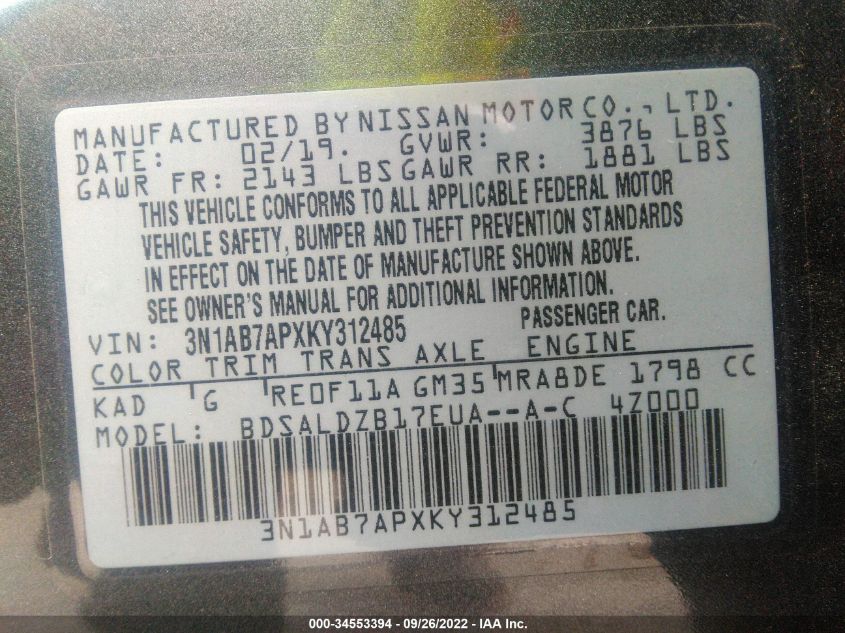 MANUFACTURED BY NISSAN MOTOR CO., LTD.
DATE: 02/19. GVWR: 3876 LBS
GAWR FR: 2143 LBS GAWR RR: 1881 LBS
THIS VEHICLE CONFORMS TO ALL APPLICABLE FEDERAL MOTOR
VEHICLE SAFETY, BUMPER AND THEFT PREVENTION STANDARDS
IN EFFECT ON THE DATE OF MANUFACTURE SHOWN ABOVE.
SEE OWNER'S MANUAL FOR ADDITIONAL INFORMATION.
VIN: 3N1AB7APXKY312485 PASSENGER CAR.
COLOR TRIM TRANS AXLE ENGINE
KAD G RE0F11A GM35 MRA8DE 1798 CC
MODEL: BDSALDZB17EUA--A-C 4Z000
3N1AB7APXKY312485
000-34553394 - 09/26/2022 - IAA Inc.